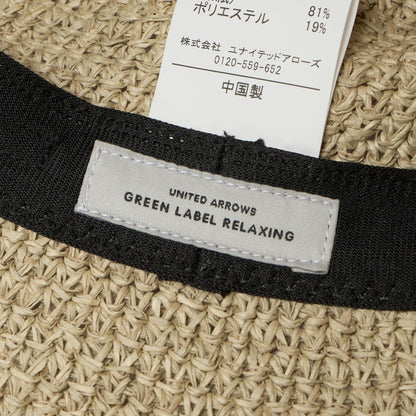 81%
ポリエステル 19%
株式会社 ユナイテッドアローズ
0120-559-652
中国製
UNITED ARROWS
GREEN LABEL RELAXING